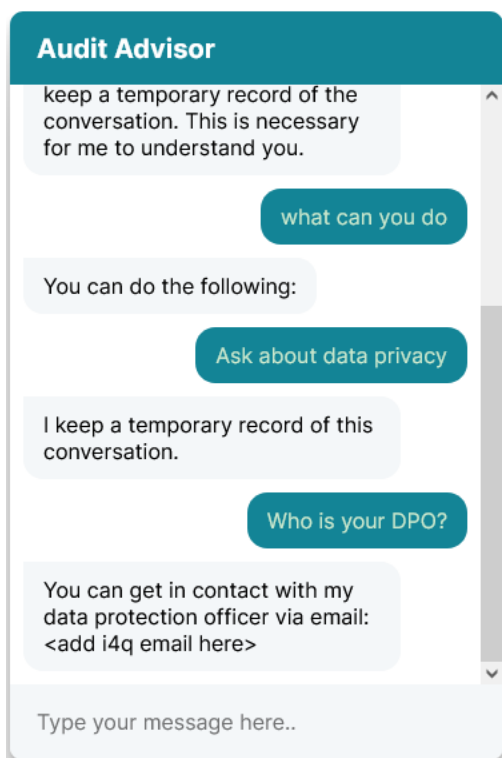 Audit Advisor
keep a temporary record of the
conversation. This is necessary
for me to understand you.
what can you do
You can do the following:
Ask about data privacy
I keep a temporary record of this
conversation.
Who is your DPO?
You can get in contact with my
data protection officer via email:
<add i4q email here>
Type your message here..